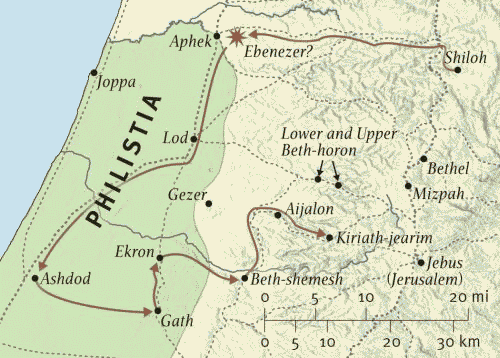 Aphek
Ebenezer?
Shiloh
Joppa
PHILISTIA
Lod
Lower and Upper
Beth-horon
Bethel
Mizpah
Gezer
Aijalon
Kiriath-jearim
Ekron
Ashdod
Beth-shemesh
Jebus
(Jerusalem)
Gath
0 10 20 mi
0 5 10 20 30 km